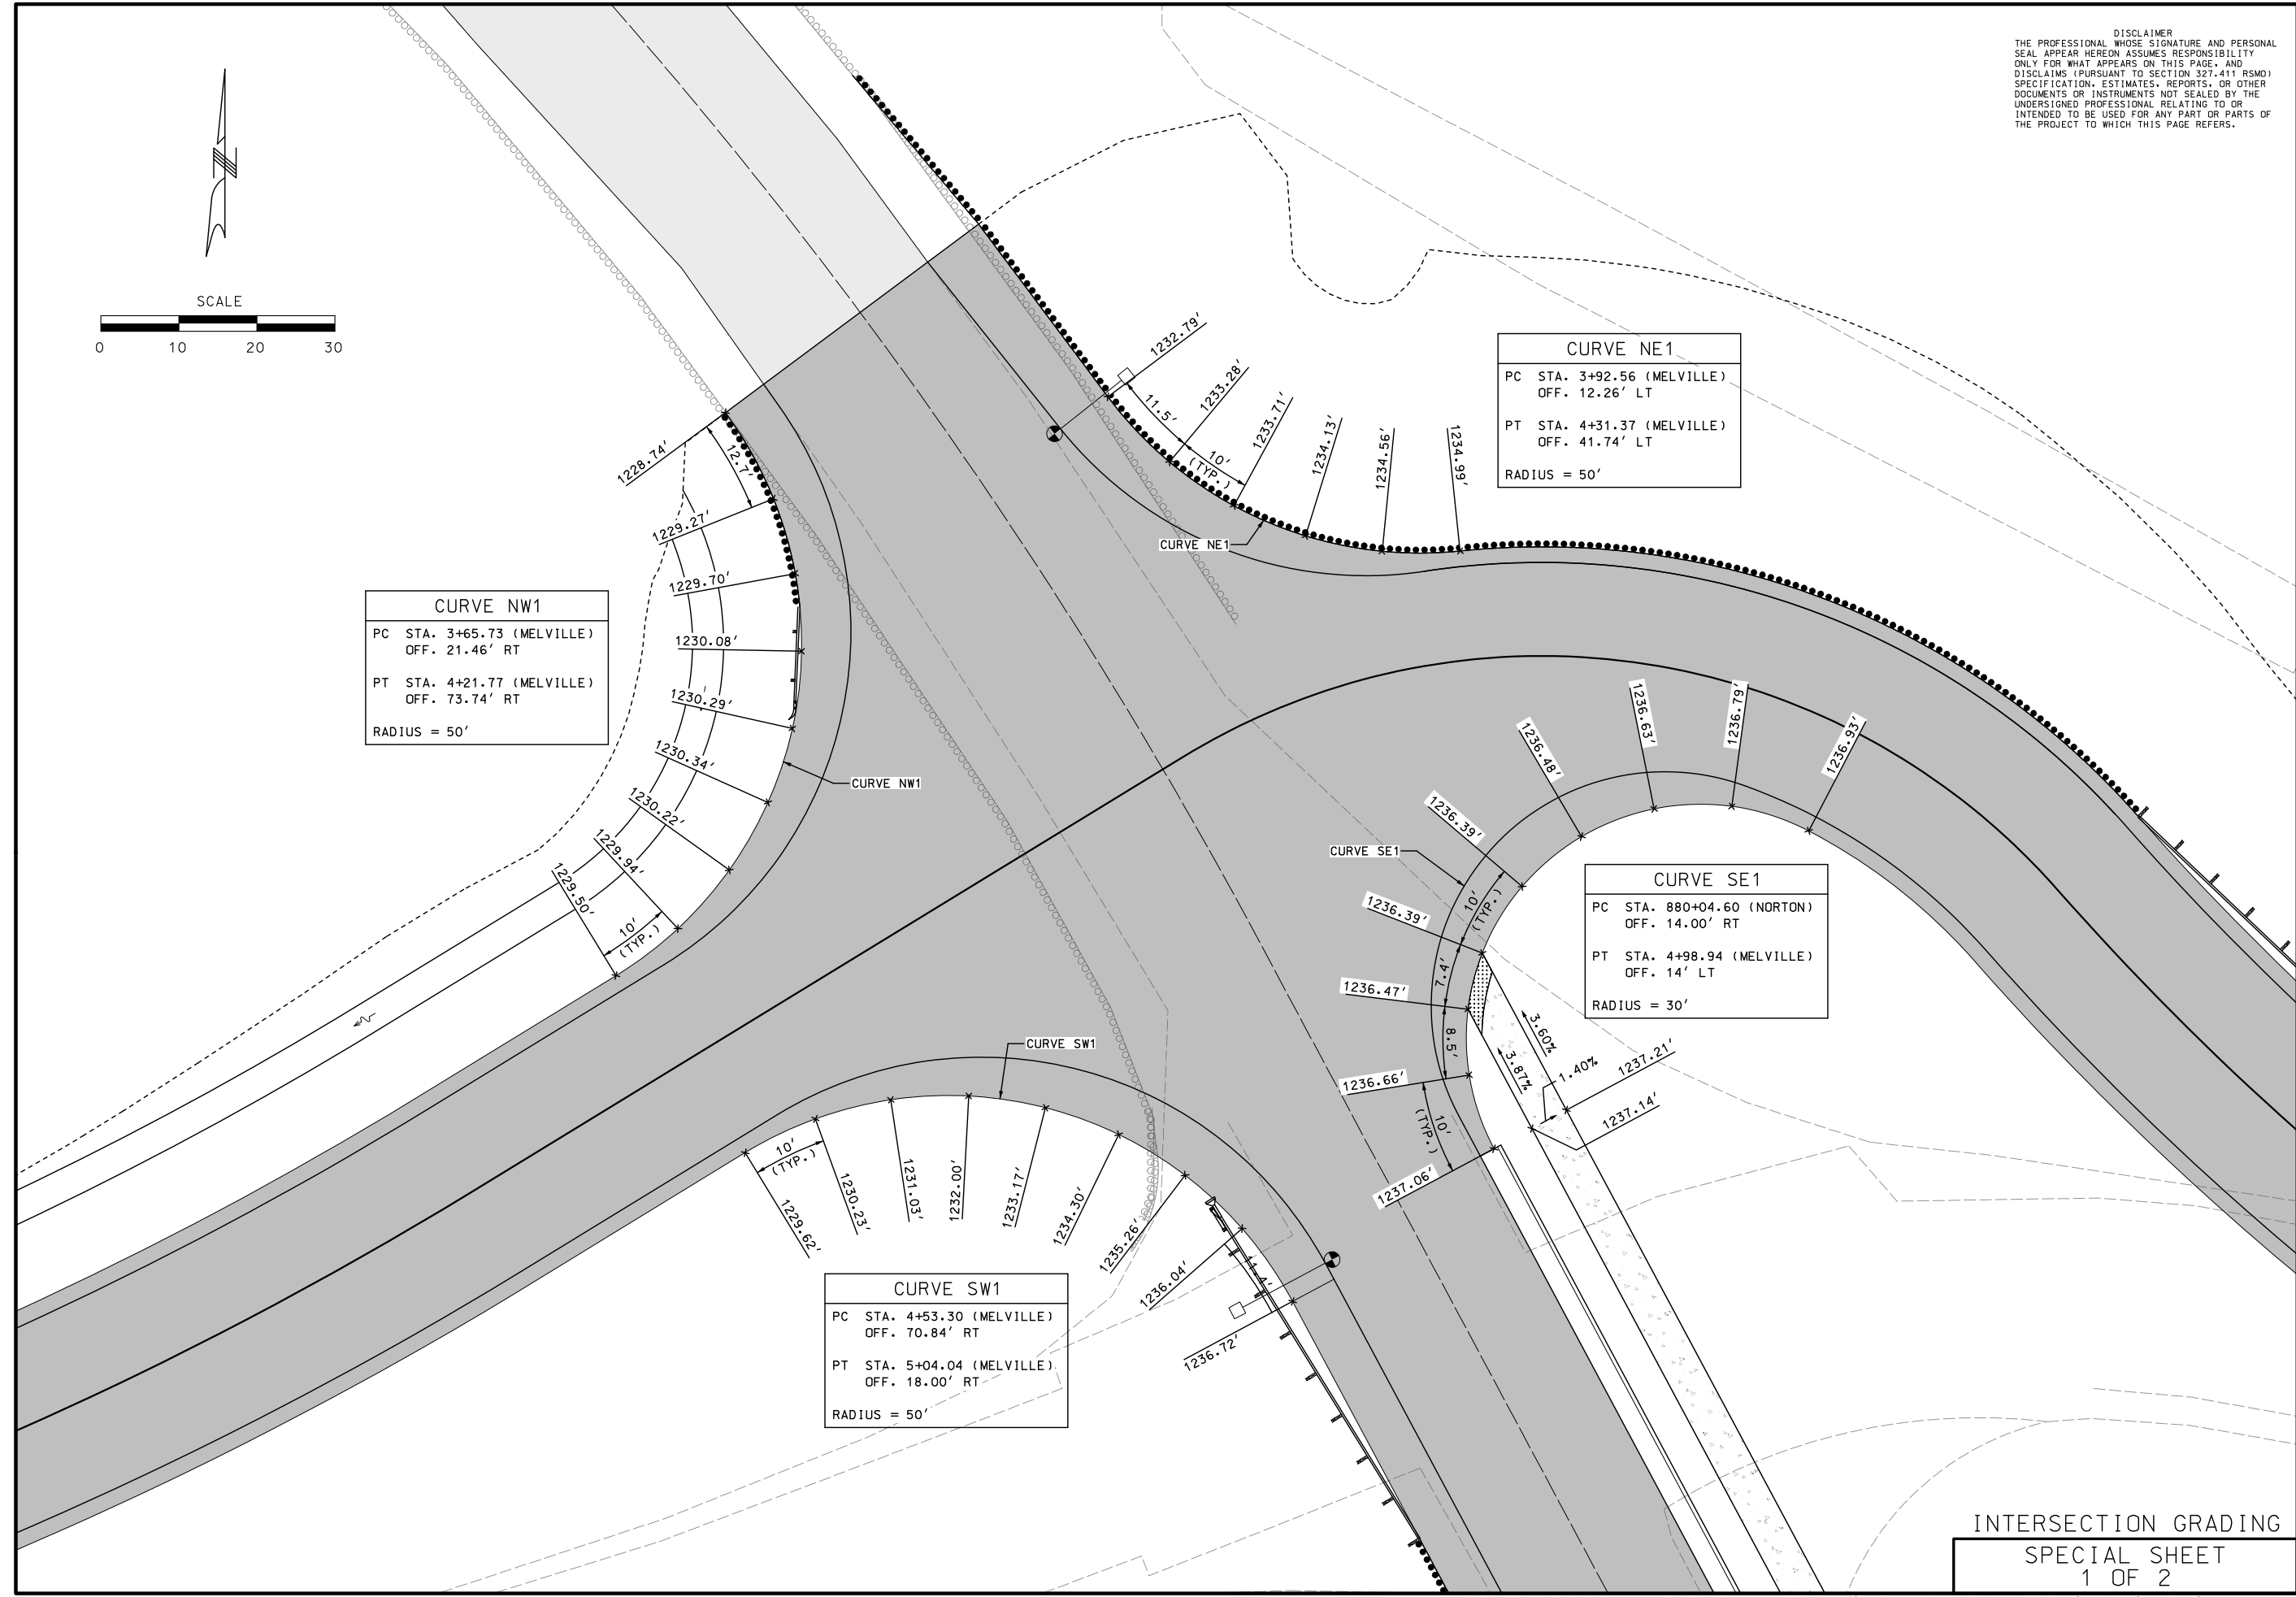 DISCLAIMER
THE PROFESSIONAL WHOSE SIGNATURE AND PERSONAL
SEAL APPEAR HEREON ASSUMES RESPONSIBILITY
ONLY FOR WHAT APPEARS ON THIS PAGE, AND
DISCLAIMS (PURSUANT TO SECTION 327.411 RSMO)
SPECIFICATION, ESTIMATES, REPORTS, OR OTHER
DOCUMENTS OR INSTRUMENTS NOT SEALED BY THE
UNDERSIGNED PROFESSIONAL RELATING TO OR
INTENDED TO BE USED FOR ANY PART OR PARTS OF
THE PROJECT TO WHICH THIS PAGE REFERS.
SCALE
0 10 20 30
1232.79'
1233.28'
1233.71'
1234.13'
1234.56'
1234.99'
11.5'
10'
(TYP.)
CURVE NE1
CURVE NE1
PC STA. 3+92.56 (MELVILLE)
OFF. 12.26' LT
PT STA. 4+31.37 (MELVILLE)
OFF. 41.74' LT
RADIUS = 50'
1228.74'
12.7'
1229.27'
1229.70'
1230.08'
1230.29'
1230.34'
1230.22'
1229.94'
1229.50'
10'
(TYP.)
CURVE NW1
CURVE NW1
PC STA. 3+65.73 (MELVILLE)
OFF. 21.46' RT
PT STA. 4+21.77 (MELVILLE)
OFF. 73.74' RT
RADIUS = 50'
1236.93'
1236.79'
1236.63'
1236.48'
1236.39'
1236.39'
1236.47'
1236.66'
1237.06'
10'
(TYP.)
7.4'
8.5'
10'
(TYP.)
CURVE SE1
3.60%
3.87%
1.40%
1237.21'
1237.14'
CURVE SE1
PC STA. 880+04.60 (NORTON)
OFF. 14.00' RT
PT STA. 4+98.94 (MELVILLE)
OFF. 14' LT
RADIUS = 30'
CURVE SW1
10'
(TYP.)
1229.62'
1230.23'
1231.03'
1232.00'
1233.17'
1234.30'
1235.26'
1236.04'
1236.72'
CURVE SW1
PC STA. 4+53.30 (MELVILLE)
OFF. 70.84' RT
PT STA. 5+04.04 (MELVILLE)
OFF. 18.00' RT
RADIUS = 50'
INTERSECTION GRADING
SPECIAL SHEET
1 OF 2